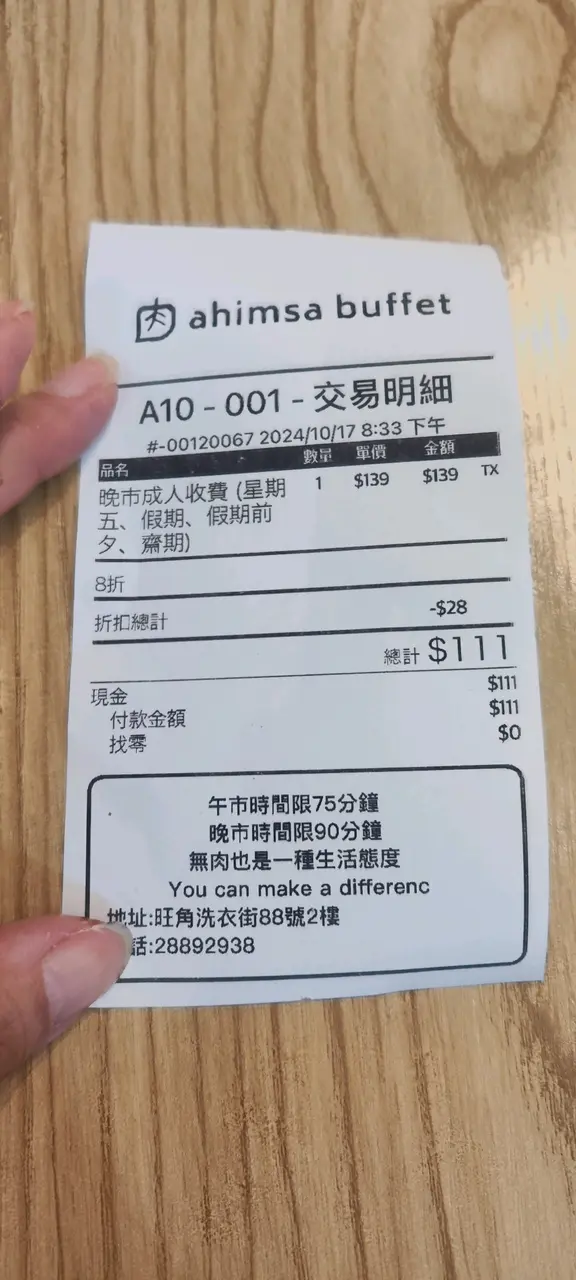 肉 ahimsa buffet
A10 - 001 - 交易明細
#-00120067 2024/10/17 8:33 下午
品名 數量 單價 金額
晚市成人收費 (星期 1 $139 $139 TX
五、假期、假期前
夕、齋期)
8折
折扣總計 -$28
總計 $111
現金 $111
付款金額 $111
找零 $0
午市時間限75分鐘
晚市時間限90分鐘
無肉也是一種生活態度
You can make a differenc
地址:旺角洗衣街88號2樓
話:28892938